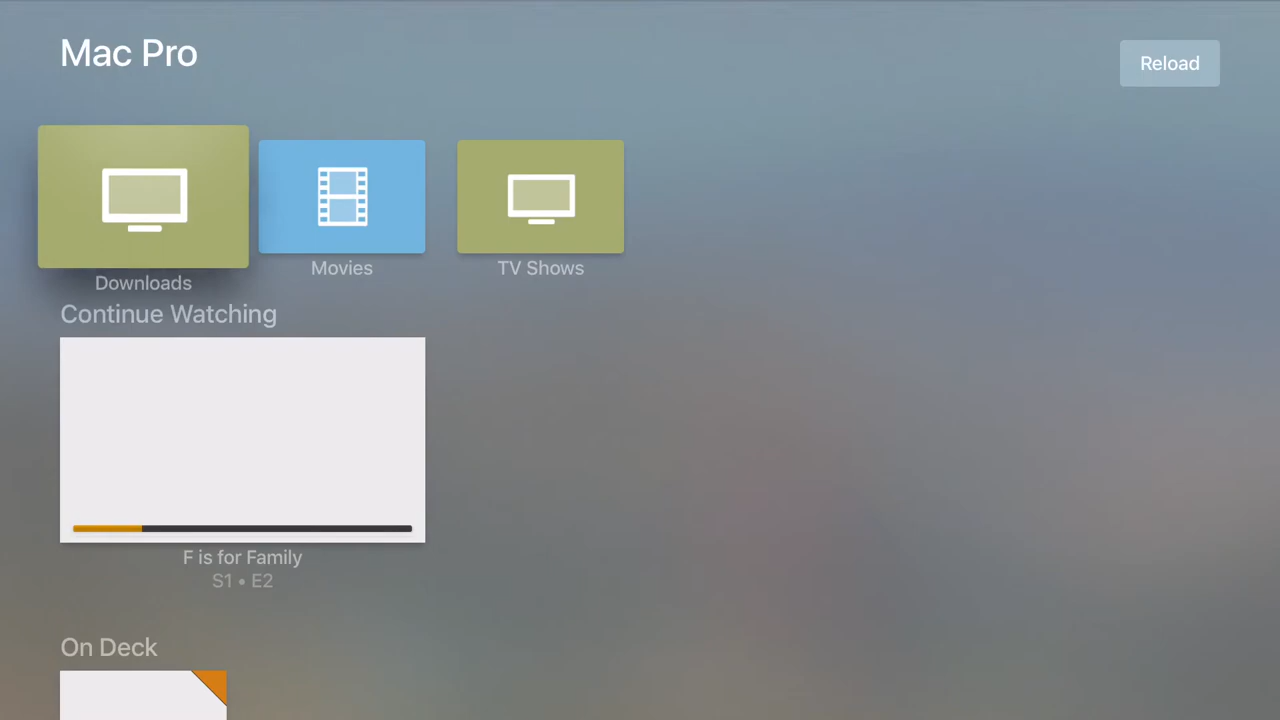 Mac Pro
Reload
Downloads
Movies
TV Shows
Continue Watching
F is for Family
S1 • E2
On Deck